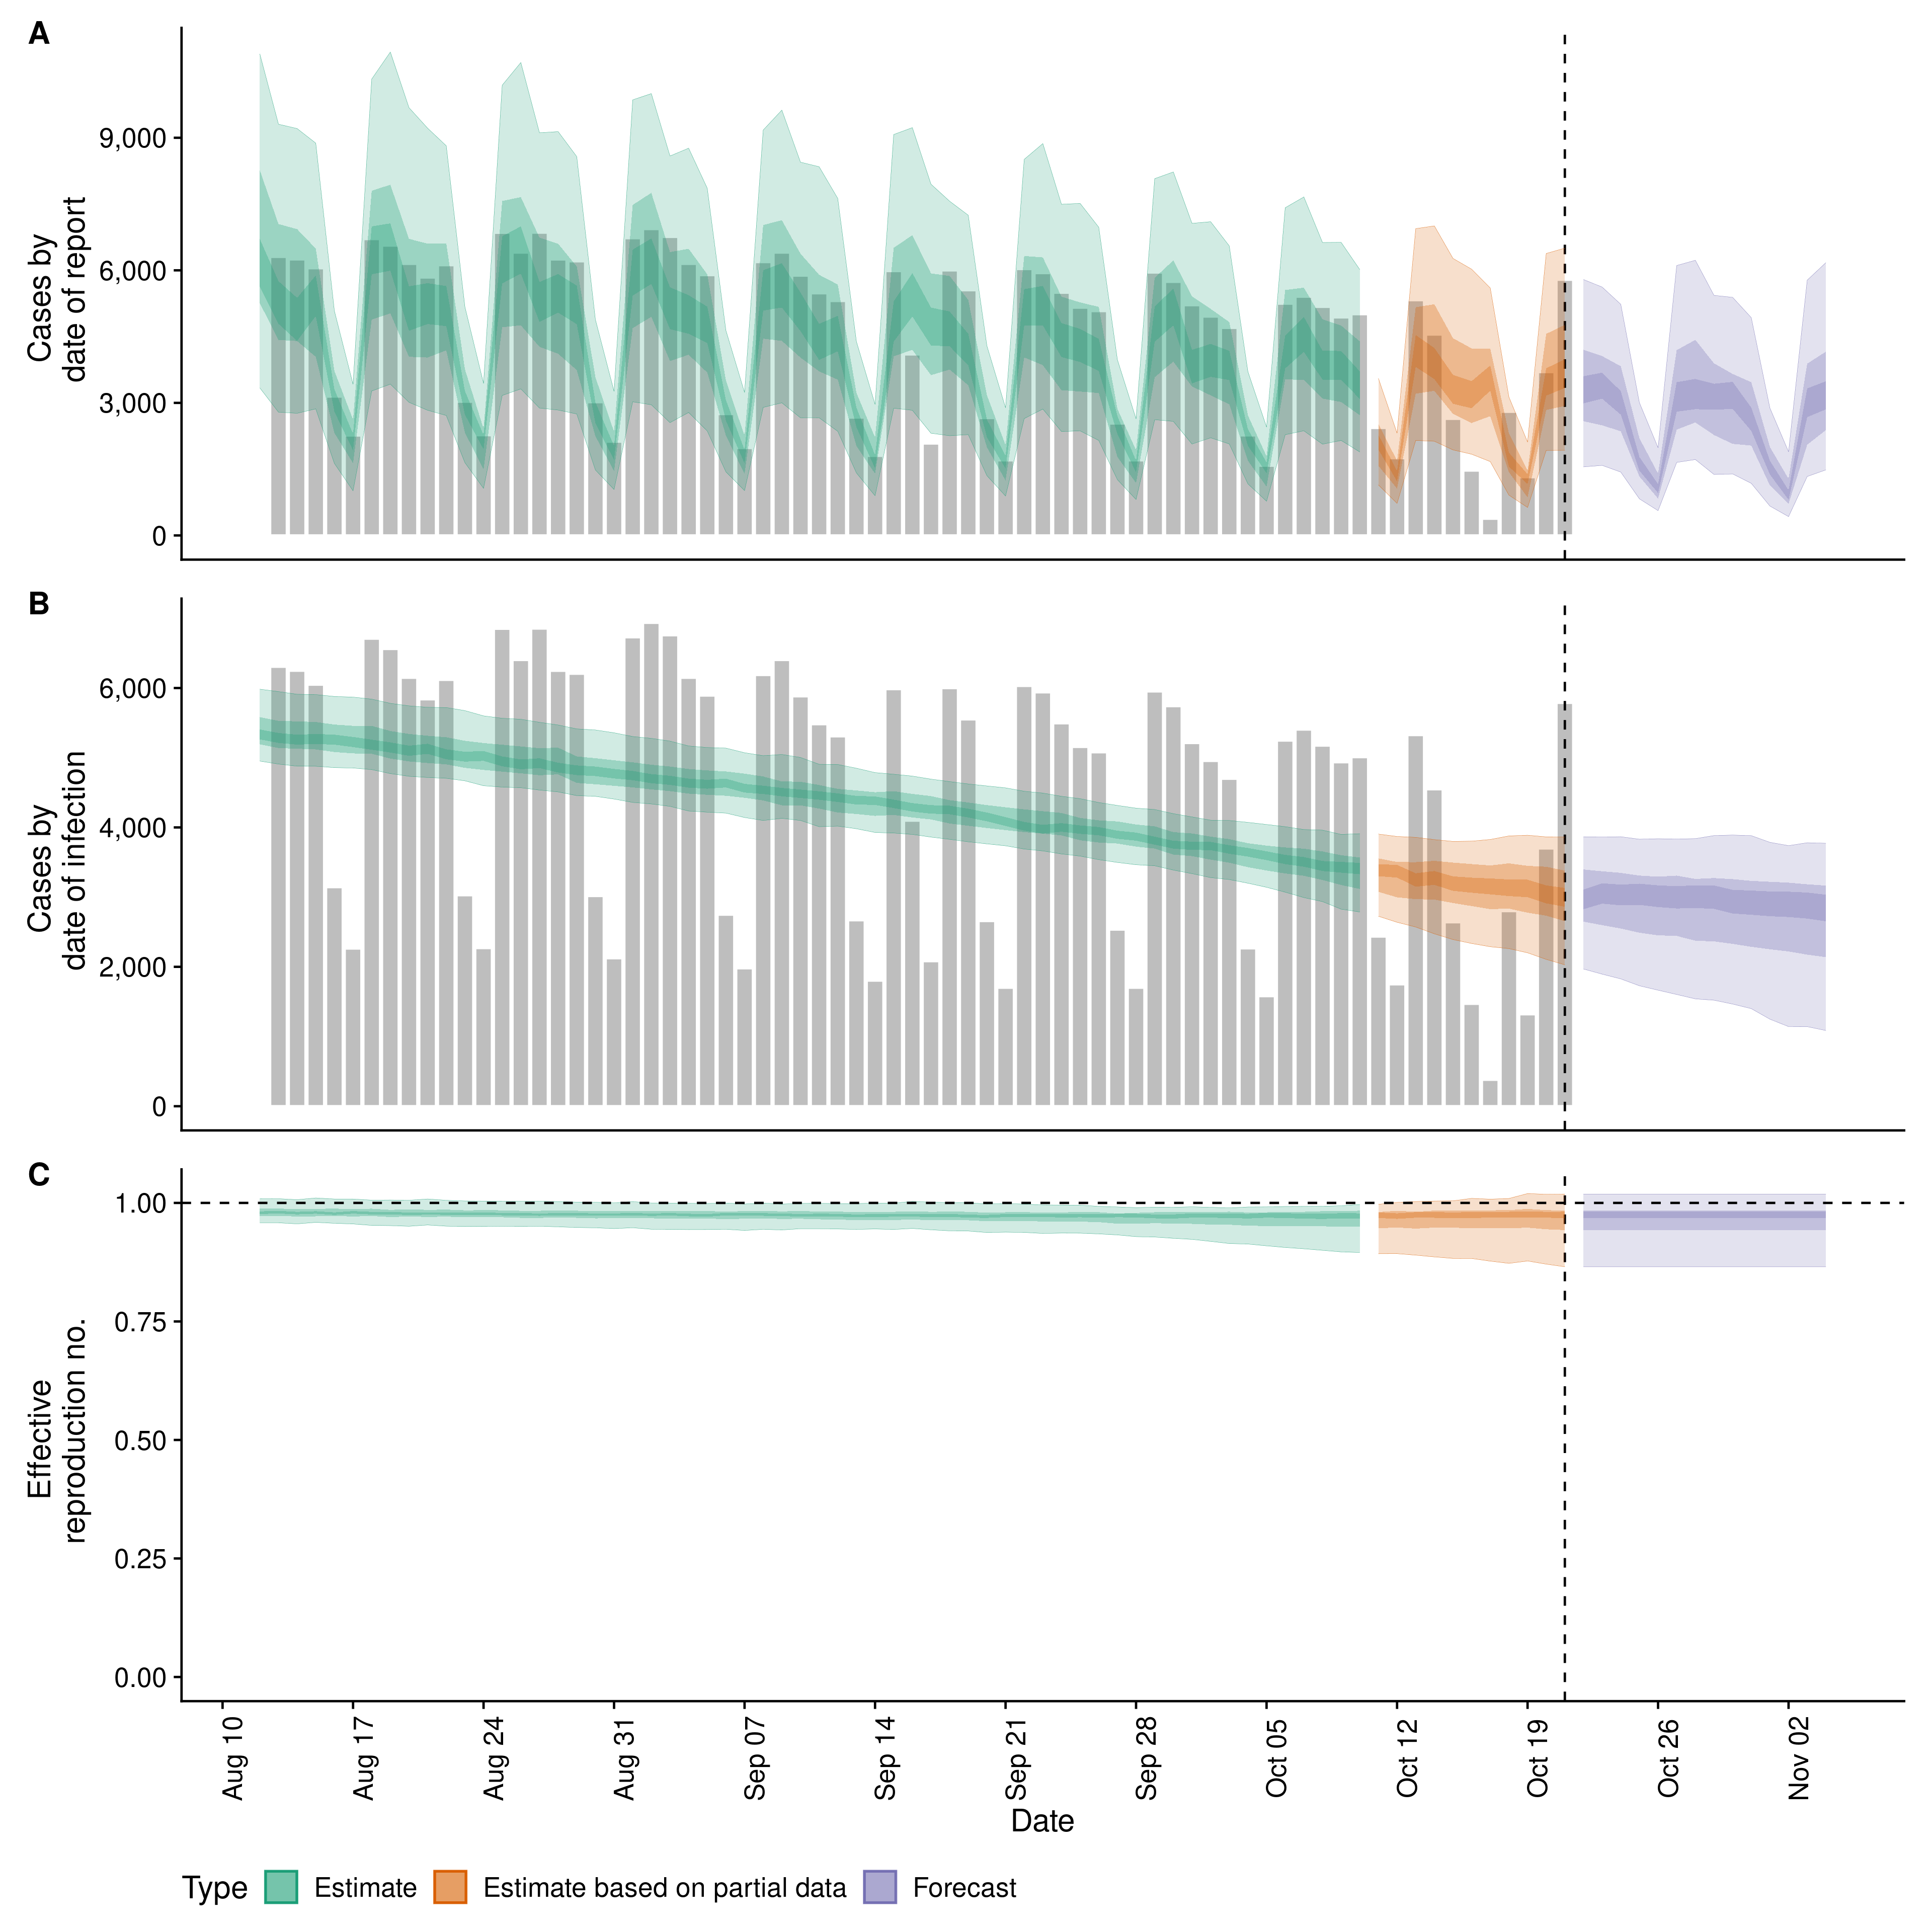 A
Cases by
date of report
9,000
6,000
3,000
0
B
Cases by
date of infection
6,000
4,000
2,000
0
C
Effective
reproduction no.
1.00
0.75
0.50
0.25
0.00
Aug 10
Aug 17
Aug 24
Aug 31
Sep 07
Sep 14
Sep 21
Sep 28
Oct 05
Oct 12
Oct 19
Oct 26
Nov 02
Date
Type Estimate Estimate based on partial data Forecast